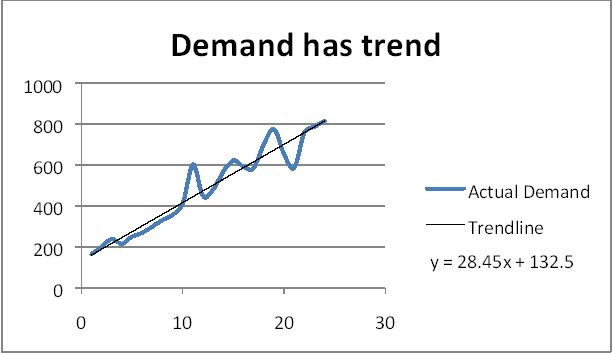 Demand has trend
1000
800
600
400
200
0
0 10 20 30
Actual Demand
Trendline
y = 28.45x + 132.5